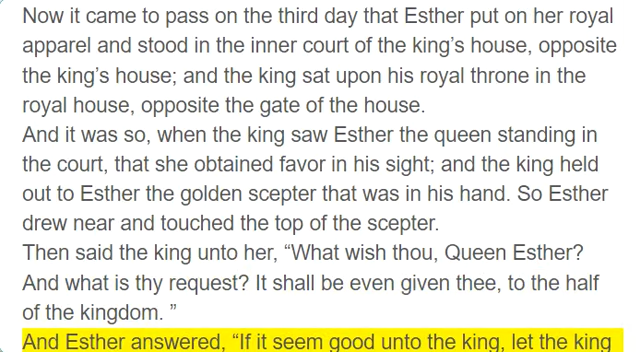 Now it came to pass on the third day that Esther put on her royal
apparel and stood in the inner court of the king’s house, opposite
the king’s house; and the king sat upon his royal throne in the
royal house, opposite the gate of the house.
And it was so, when the king saw Esther the queen standing in
the court, that she obtained favor in his sight; and the king held
out to Esther the golden scepter that was in his hand. So Esther
drew near and touched the top of the scepter.
Then said the king unto her, “What wish thou, Queen Esther?
And what is thy request? It shall be even given thee, to the half
of the kingdom. ”
And Esther answered, “If it seem good unto the king, let the king